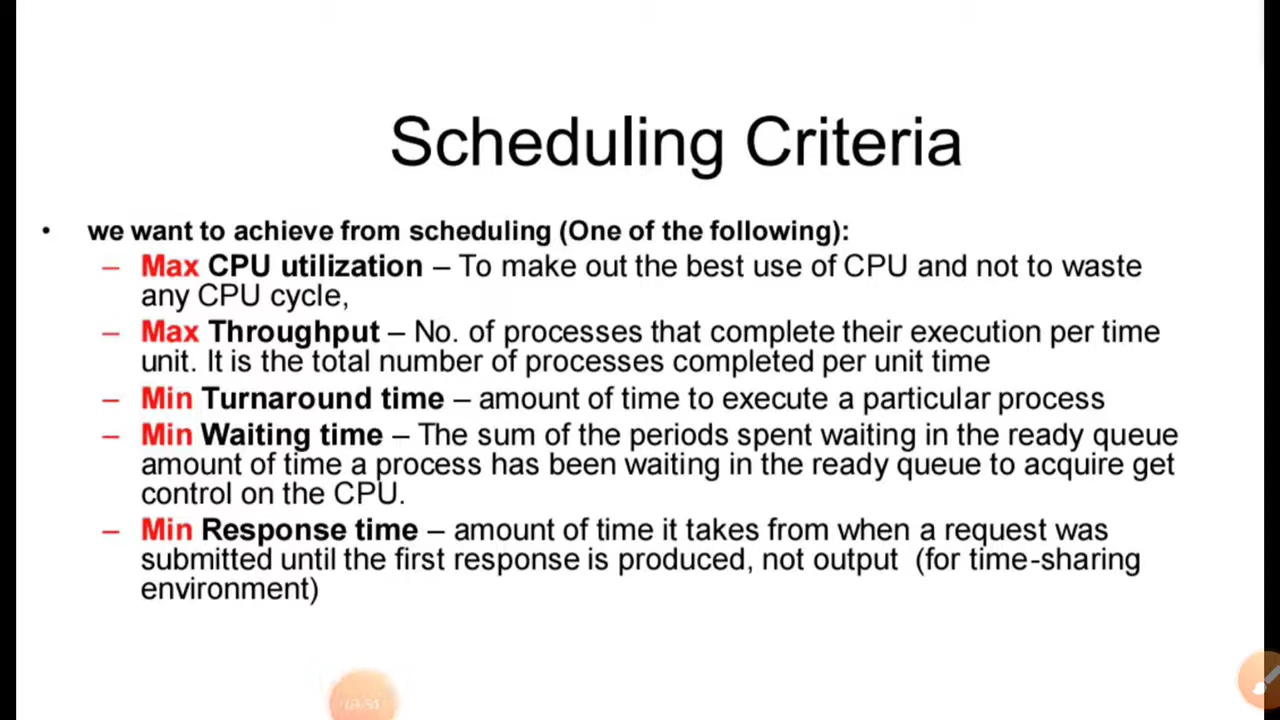 Scheduling Criteria
• we want to achieve from scheduling (One of the following):
– Max CPU utilization – To make out the best use of CPU and not to waste
any CPU cycle,
– Max Throughput – No. of processes that complete their execution per time
unit. It is the total number of processes completed per unit time
– Min Turnaround time – amount of time to execute a particular process
– Min Waiting time – The sum of the periods spent waiting in the ready queue
amount of time a process has been waiting in the ready queue to acquire get
control on the CPU.
– Min Response time – amount of time it takes from when a request was
submitted until the first response is produced, not output (for time-sharing
environment)